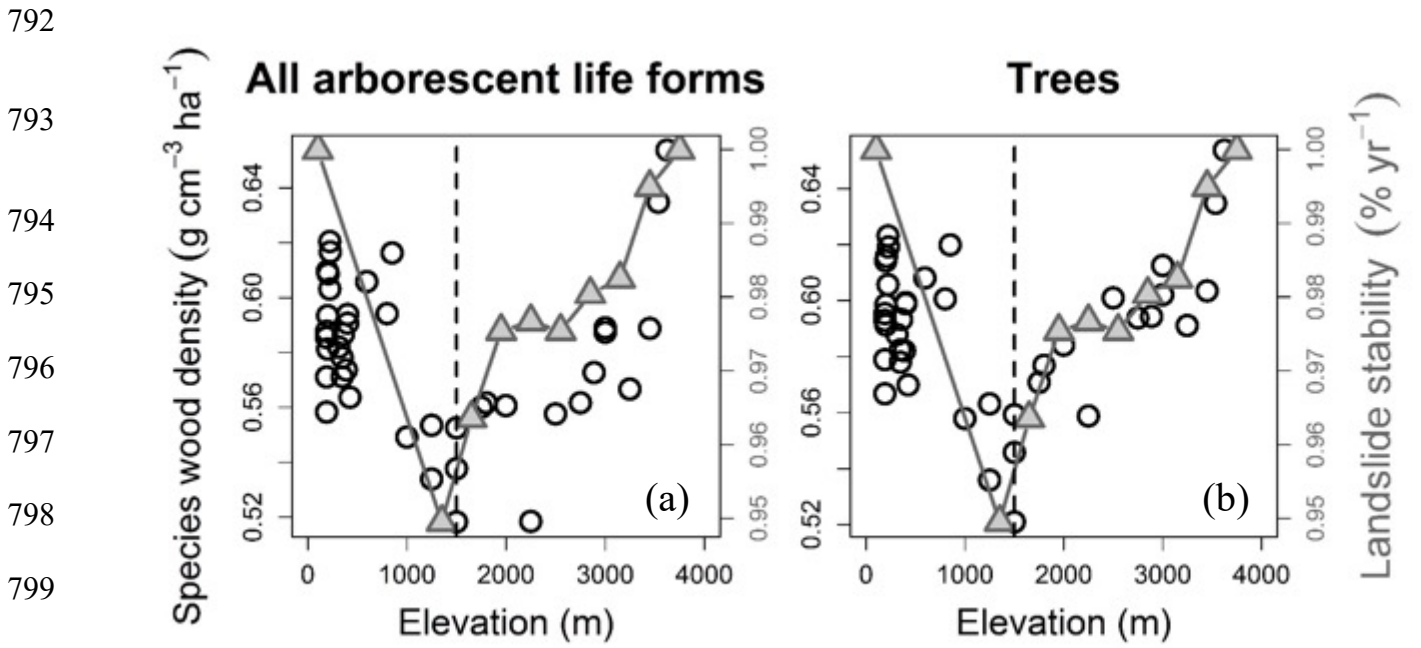 792
793
794
795
796
797
798
799
All arborescent life forms
Species wood density (g cm⁻³ ha⁻¹)
0.64
0.60
0.56
0.52
1.00
0.99
0.98
0.97
0.96
0.95
(a)
0 1000 2000 3000 4000
Elevation (m)
Trees
0.64
0.60
0.56
0.52
1.00
0.99
0.98
0.97
0.96
0.95
Landslide stability (% yr⁻¹)
(b)
0 1000 2000 3000 4000
Elevation (m)